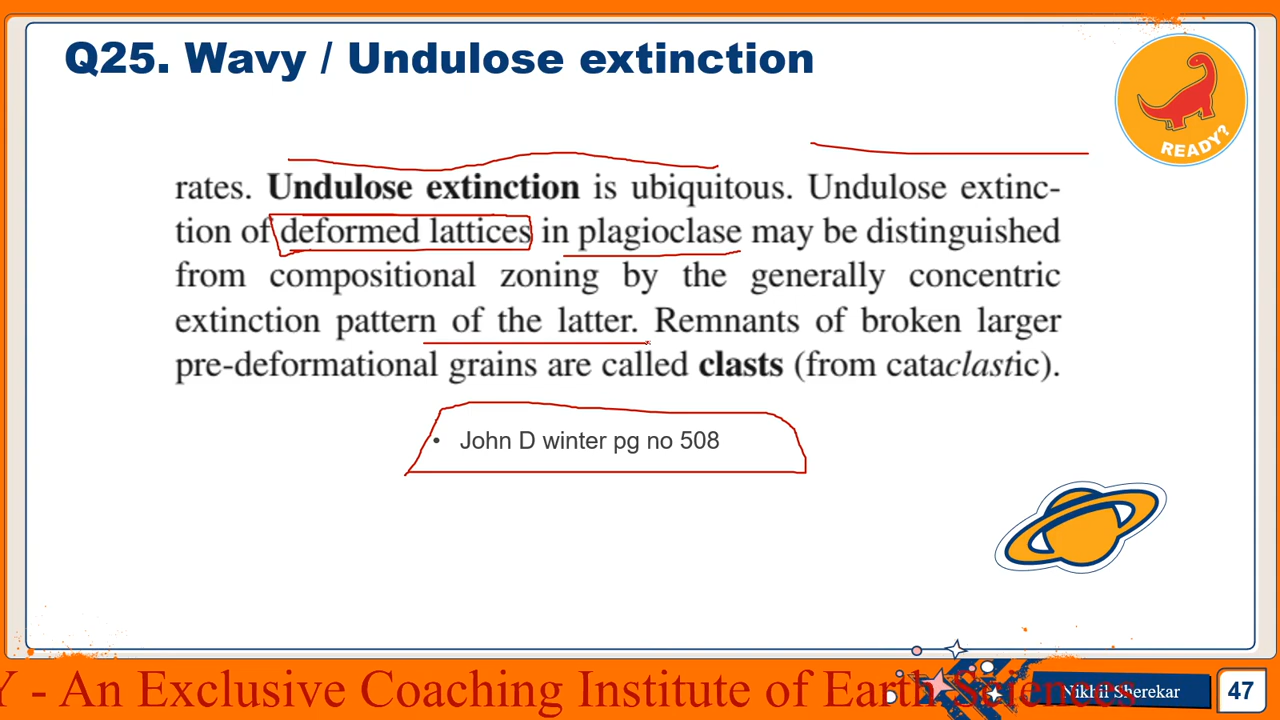 Q25. Wavy / Undulose extinction
READY?
rates. Undulose extinction is ubiquitous. Undulose extinc-
tion of deformed lattices in plagioclase may be distinguished
from compositional zoning by the generally concentric
extinction pattern of the latter. Remnants of broken larger
pre-deformational grains are called clasts (from cataclastic).
• John D winter pg no 508
Y - An Exclusive Coaching Institute of Earth Sciences
Nikhil Sherekar
47